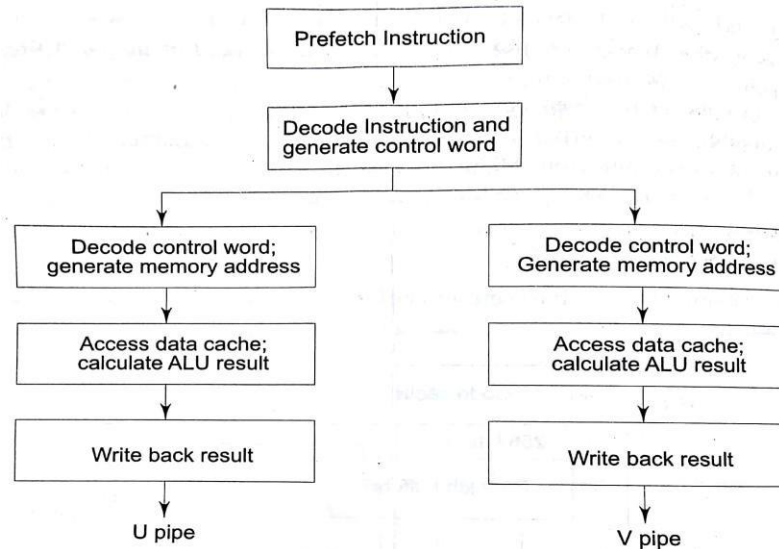 Prefetch Instruction
Decode Instruction and
generate control word
Decode control word;
generate memory address
Access data cache;
calculate ALU result
Write back result
U pipe
Decode control word;
Generate memory address
Access data cache;
calculate ALU result
Write back result
V pipe